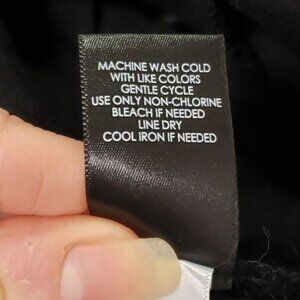 MACHINE WASH COLD
WITH LIKE COLORS
GENTLE CYCLE
USE ONLY NON-CHLORINE
BLEACH IF NEEDED
LINE DRY
COOL IRON IF NEEDED